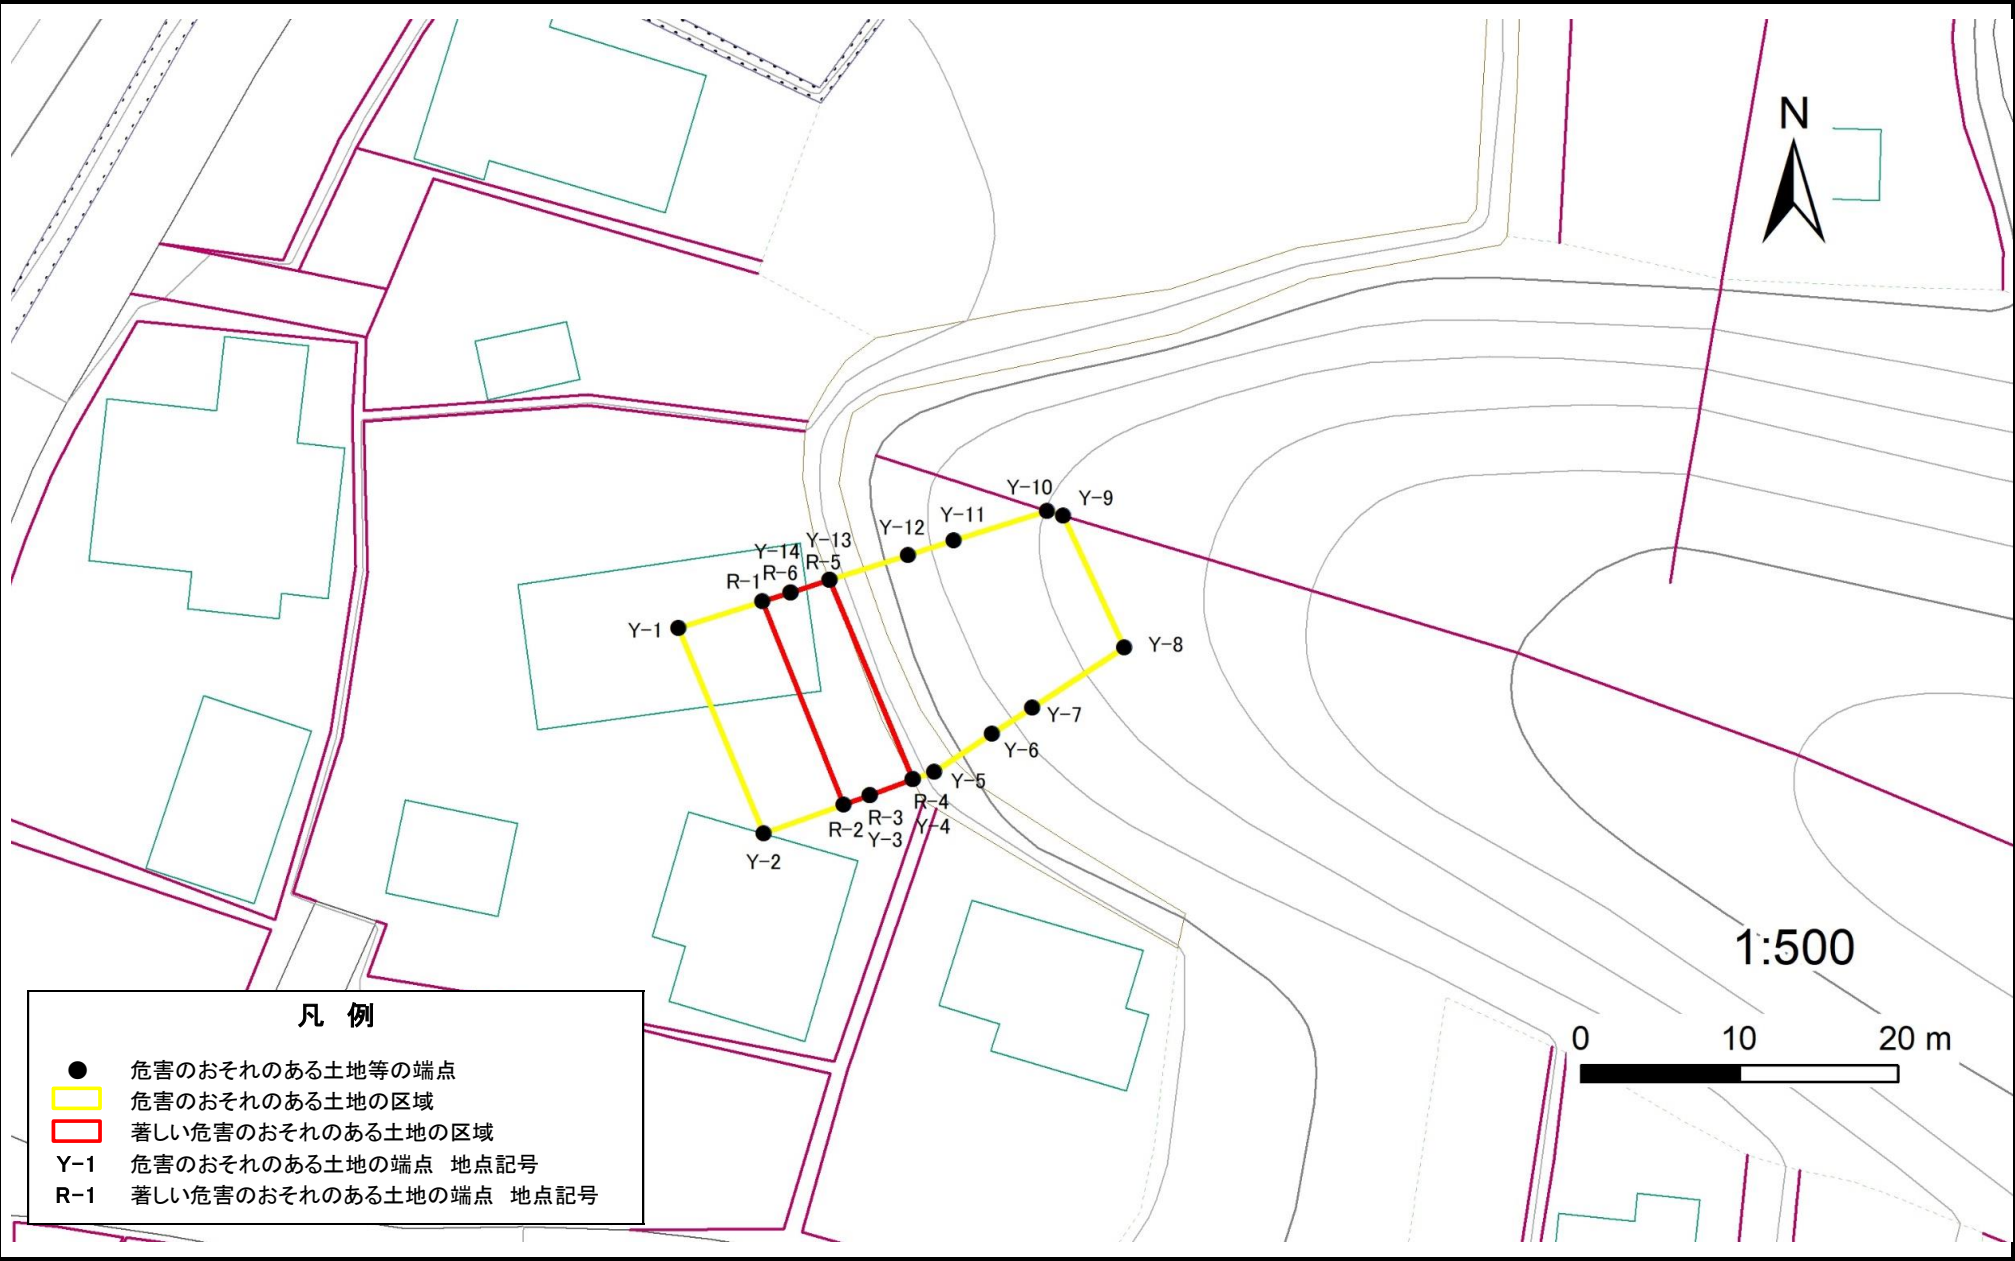 N
Y-10
Y-9
Y-11
Y-12
Y-13
Y-14
R-5
R-6
R-1
Y-1
Y-8
Y-7
Y-6
Y-5
R-4
Y-4
R-3
R-2
Y-3
Y-2
1:500
0 10 20 m
凡 例
危害のおそれのある土地等の端点
危害のおそれのある土地の区域
著しい危害のおそれのある土地の区域
Y-1 危害のおそれのある土地の端点 地点記号
R-1 著しい危害のおそれのある土地の端点 地点記号